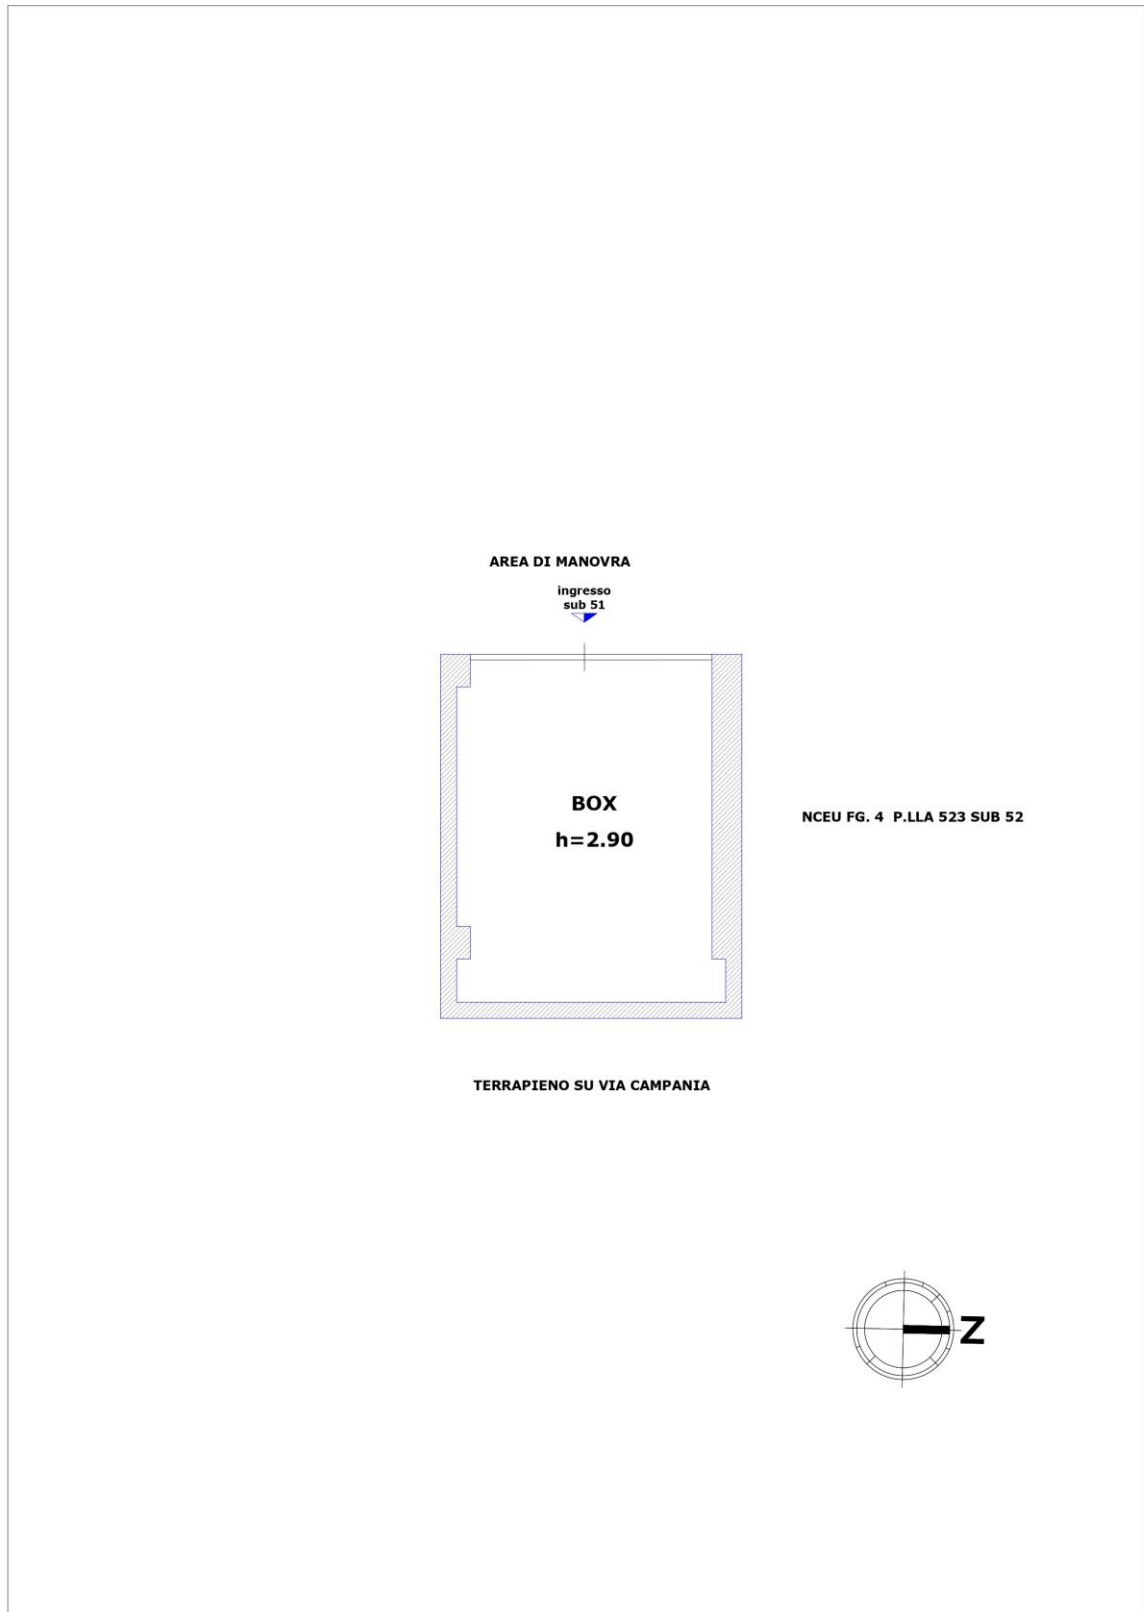 AREA DI MANOVRA
ingresso
sub 51
BOX
h=2.90
NCEU FG. 4 P.LLA 523 SUB 52
TERRAPIENO SU VIA CAMPANIA
N